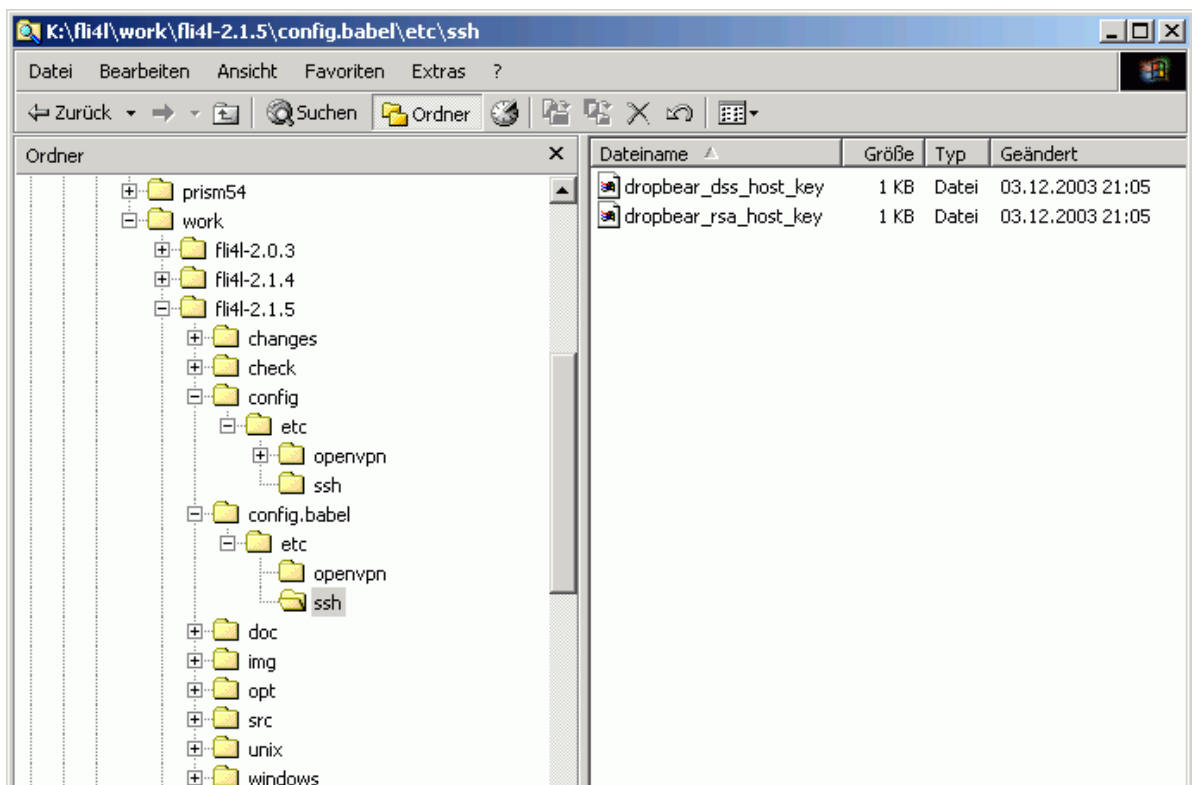 K:\fli4l\work\fli4l-2.1.5\config.babel\etc\ssh
Datei Bearbeiten Ansicht Favoriten Extras ?
Zurück Suchen Ordner
Ordner
prism54
work
fli4l-2.0.3
fli4l-2.1.4
fli4l-2.1.5
changes
check
config
etc
openvpn
ssh
config.babel
etc
openvpn
ssh
doc
img
opt
src
unix
windows
Dateiname Größe Typ Geändert
dropbear_dss_host_key 1 KB Datei 03.12.2003 21:05
dropbear_rsa_host_key 1 KB Datei 03.12.2003 21:05